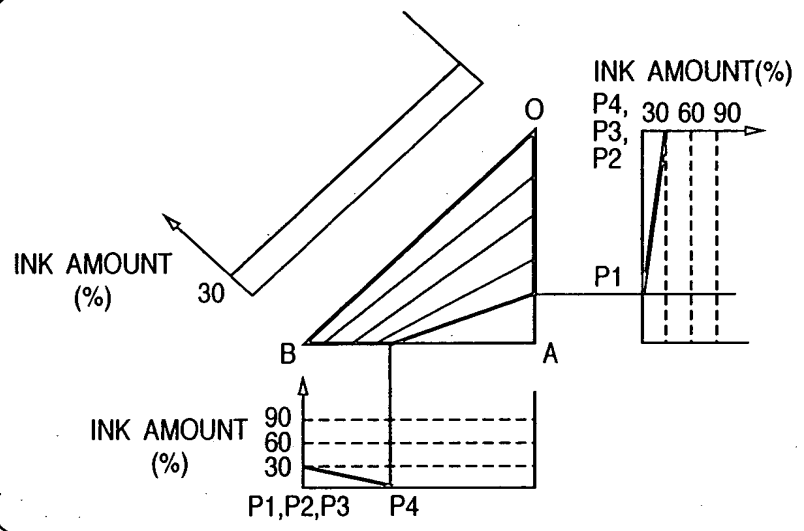 INK AMOUNT(%)
P4,
P3,
P2
30 60 90
O
P1
INK AMOUNT
(%)
30
B
A
INK AMOUNT
(%)
90
60
30
P1,P2,P3 P4